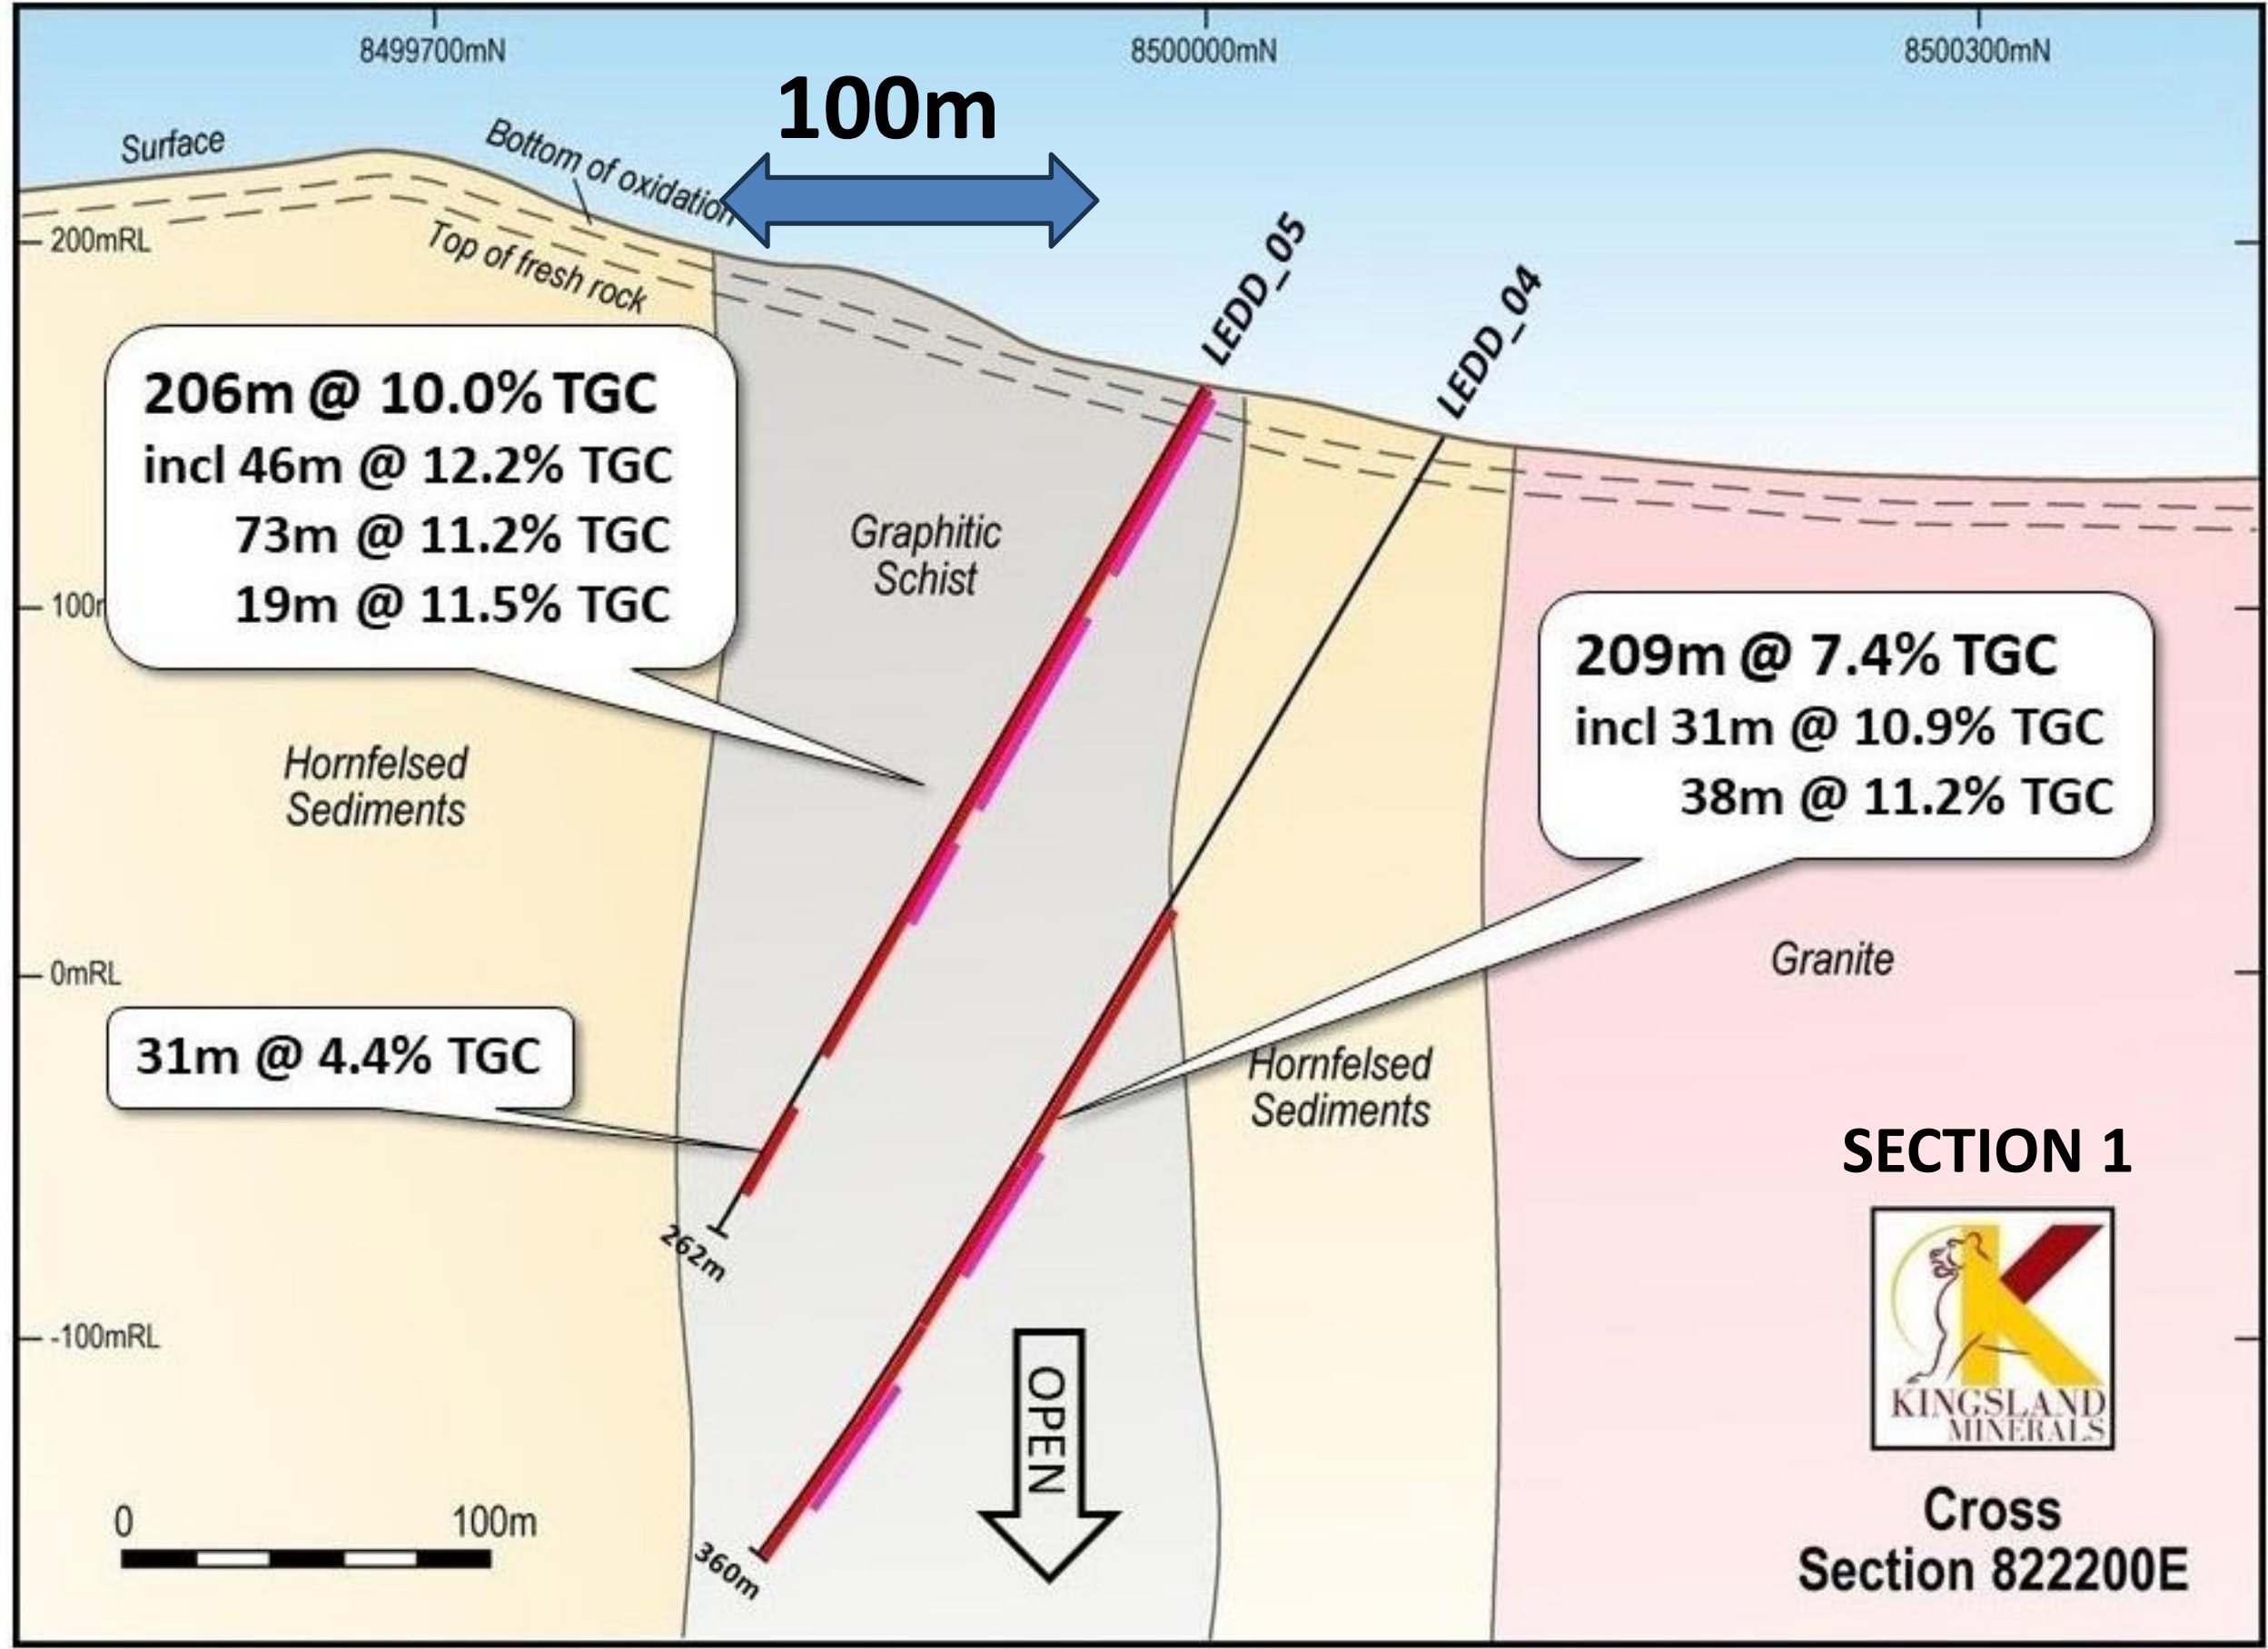 8499700mN
8500000mN
8500300mN
100m
Surface
Bottom of oxidation
Top of fresh rock
200mRL
LEDD_05
LEDD_04
206m @ 10.0% TGC
incl 46m @ 12.2% TGC
73m @ 11.2% TGC
19m @ 11.5% TGC
Graphitic
Schist
100m
209m @ 7.4% TGC
incl 31m @ 10.9% TGC
38m @ 11.2% TGC
Hornfelsed
Sediments
0mRL
Granite
31m @ 4.4% TGC
Hornfelsed
Sediments
SECTION 1
262m
-100mRL
OPEN
KINGSLAND
MINERALS
0
100m
360m
Cross
Section 822200E